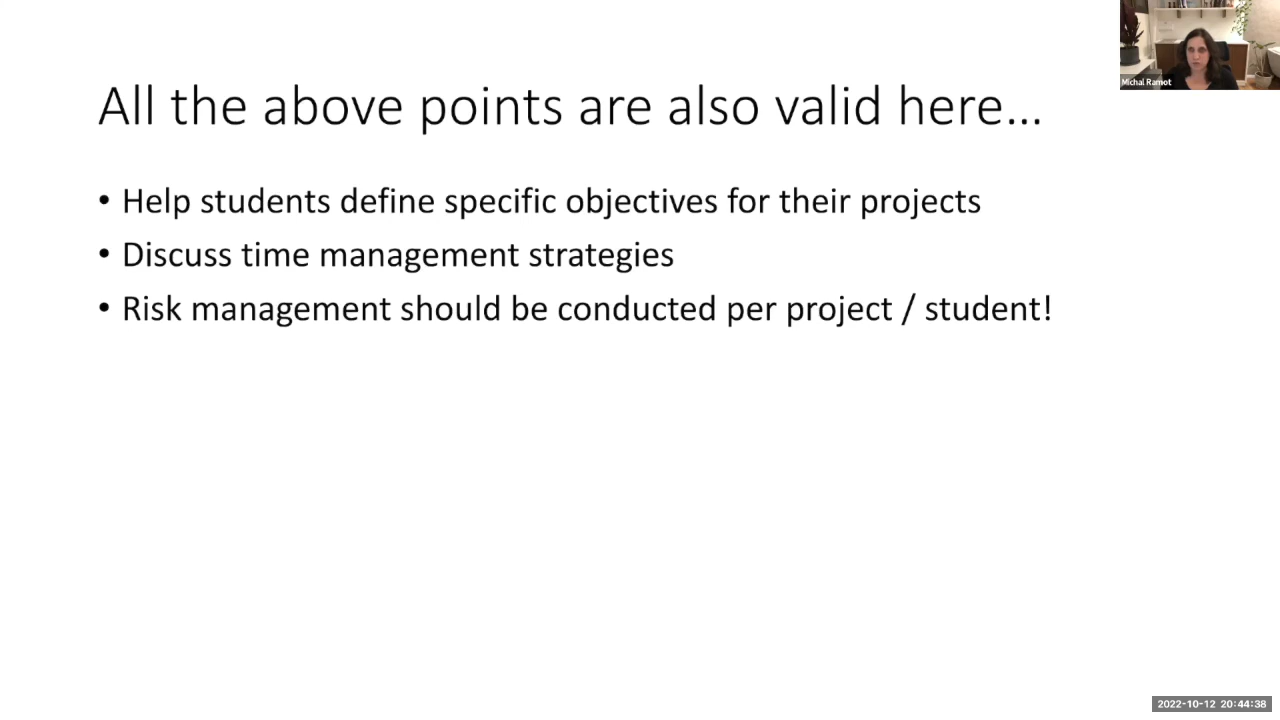 All the above points are also valid here...
• Help students define specific objectives for their projects
• Discuss time management strategies
• Risk management should be conducted per project / student!
Michal Ramot
2022-10-12 20:44:38